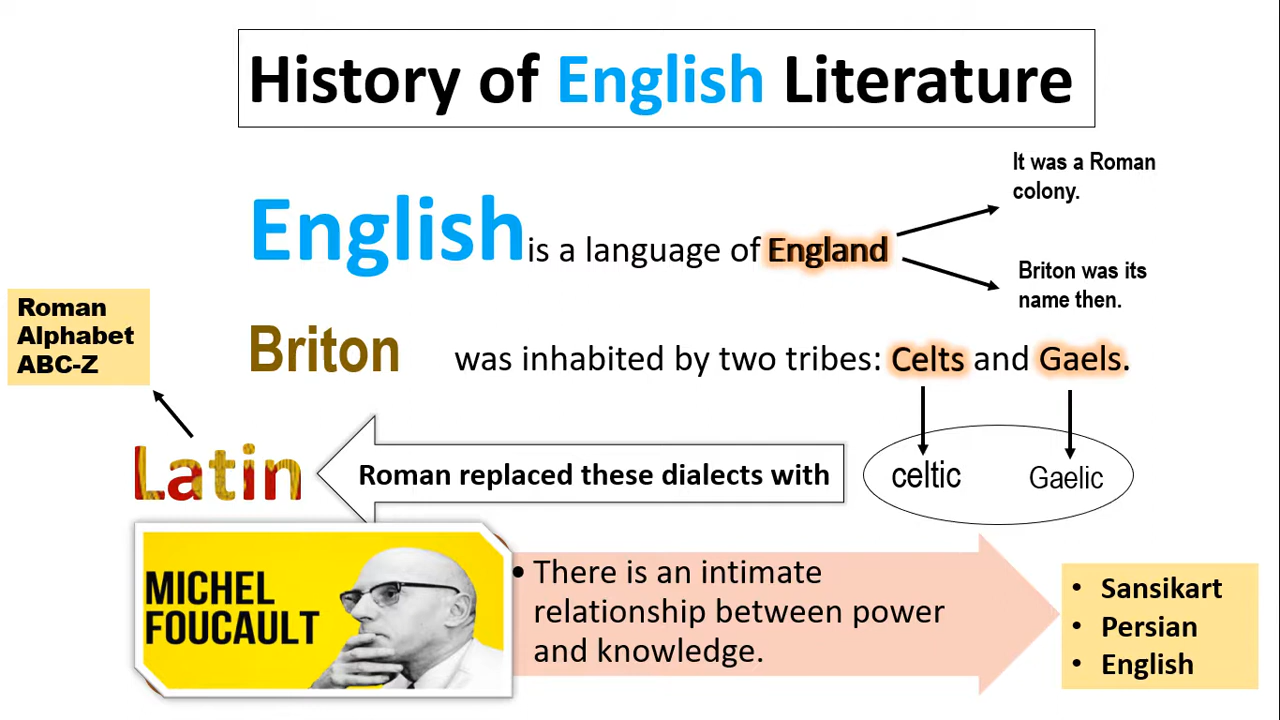 History of English Literature
It was a Roman
colony.
English is a language of England
Briton was its
name then.
Roman
Alphabet
ABC-Z
Briton was inhabited by two tribes: Celts and Gaels.
Latin
Roman replaced these dialects with
celtic Gaelic
MICHEL
FOUCAULT
• There is an intimate
relationship between power
and knowledge.
• Sansikart
• Persian
• English